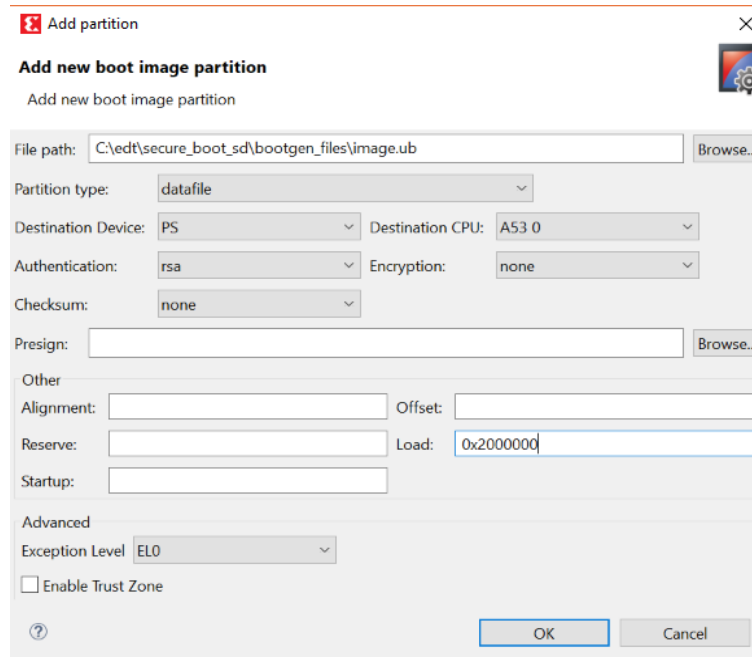 Add partition
Add new boot image partition
Add new boot image partition
File path: C:\edt\secure_boot_sd\bootgen_files\image.ub Browse..
Partition type: datafile
Destination Device: PS Destination CPU: A53 0
Authentication: rsa Encryption: none
Checksum: none
Presign: Browse..
Other
Alignment: Offset:
Reserve: Load: 0x2000000
Startup:
Advanced
Exception Level EL0
Enable Trust Zone
? OK Cancel